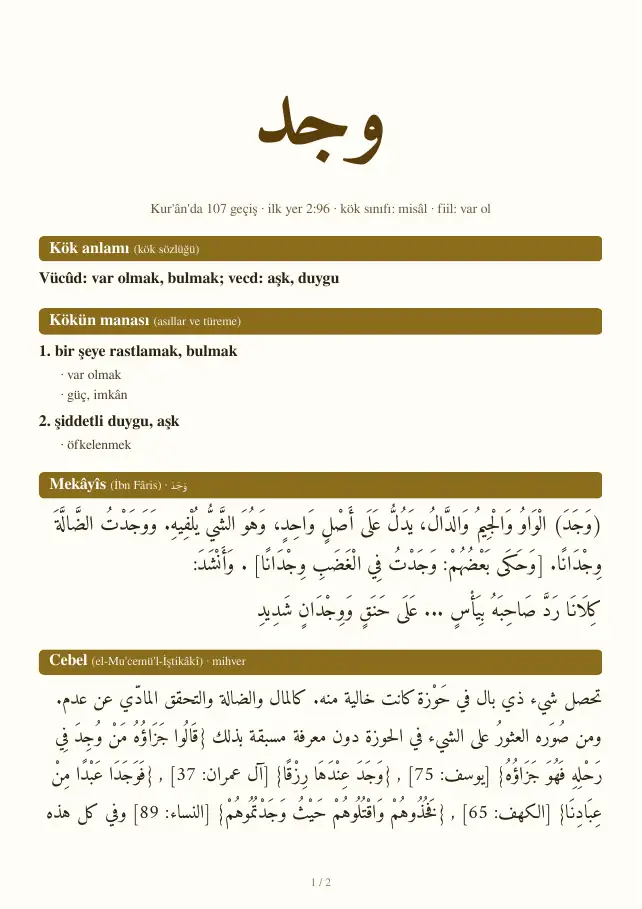 وجد
Kur'ân'da 107 geçiş · ilk yer 2:96 · kök sınıfı: misâl · fiil: var ol
Kök anlamı (kök sözlüğü)
Vücûd: var olmak, bulmak; vecd: aşk, duygu
Kökün manası (asıllar ve türeme)
1. bir şeye rastlamak, bulmak
· var olmak
· güç, imkân
2. şiddetli duygu, aşk
· öfkelenmek
Mekâyîs (İbn Fâris) · وَجَدَ
(وَجَدَ) الْوَاوُ وَالْجِيمُ وَالدَّالُ، يَدُلُّ عَلَى أَصْلٍ وَاحِدٍ، وَهُوَ الشَّيُّ يُلْفِيهِ. وَوَجَدْتُ الضَّالَّةَ
وِجْدَانًا. [وَحَكَى بَعْضُهُمْ: وَجَدْتُ فِي الْغَضَبِ وِجْدَانًا] . وَأَنْشَدَ:
كِلَانَا رَدَّ صَاحِبَهُ بِيَأْسٍ ... عَلَى حَنَقٍ وَوِجْدَانٍ شَدِيدِ
Cebel (el-Mu'cemü'l-İştikâkî) · mihver
تحصل شيء ذي بال في حَوْزة كانت خالية منه. كالمال والضالة والتحقق المادّي عن عدم.
ومن صُوَره العثورُ على الشيء في الحوزة دون معرفة مسبقة بذلك {قَالُوا جَزَاؤُهُ مَنْ وُجِدَ فِي
رَحْلِهِ فَهُوَ جَزَاؤُهُ} [يوسف: 75] , {وَجَدَ عِنْدَهَا رِزْقًا} [آل عمران: 37] , {فَوَجَدَا عَبْدًا مِنْ
عِبَادِنَا} [الكهف: 65] , {فَخُذُوهُمْ وَاقْتُلُوهُمْ حَيْثُ وَجَدْتُمُوهُمْ} [النساء: 89] وفي كل هذه
1 / 2